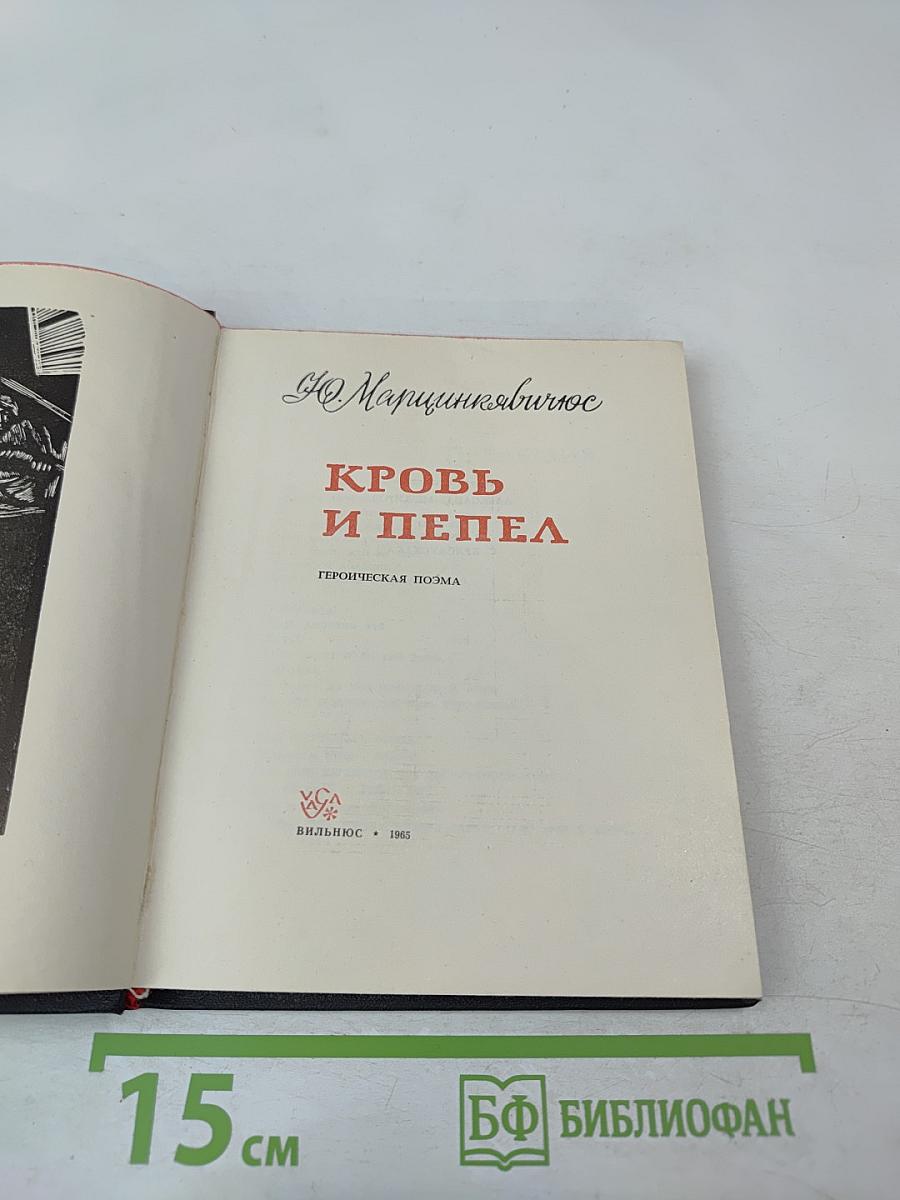 Ю. Марцинкявичюс
КРОВЬ
И ПЕПЕЛ
ГЕРОИЧЕСКАЯ ПОЭМА
ВИЛЬНЮС * 1965
15 см
БФ БИБЛИОФАН